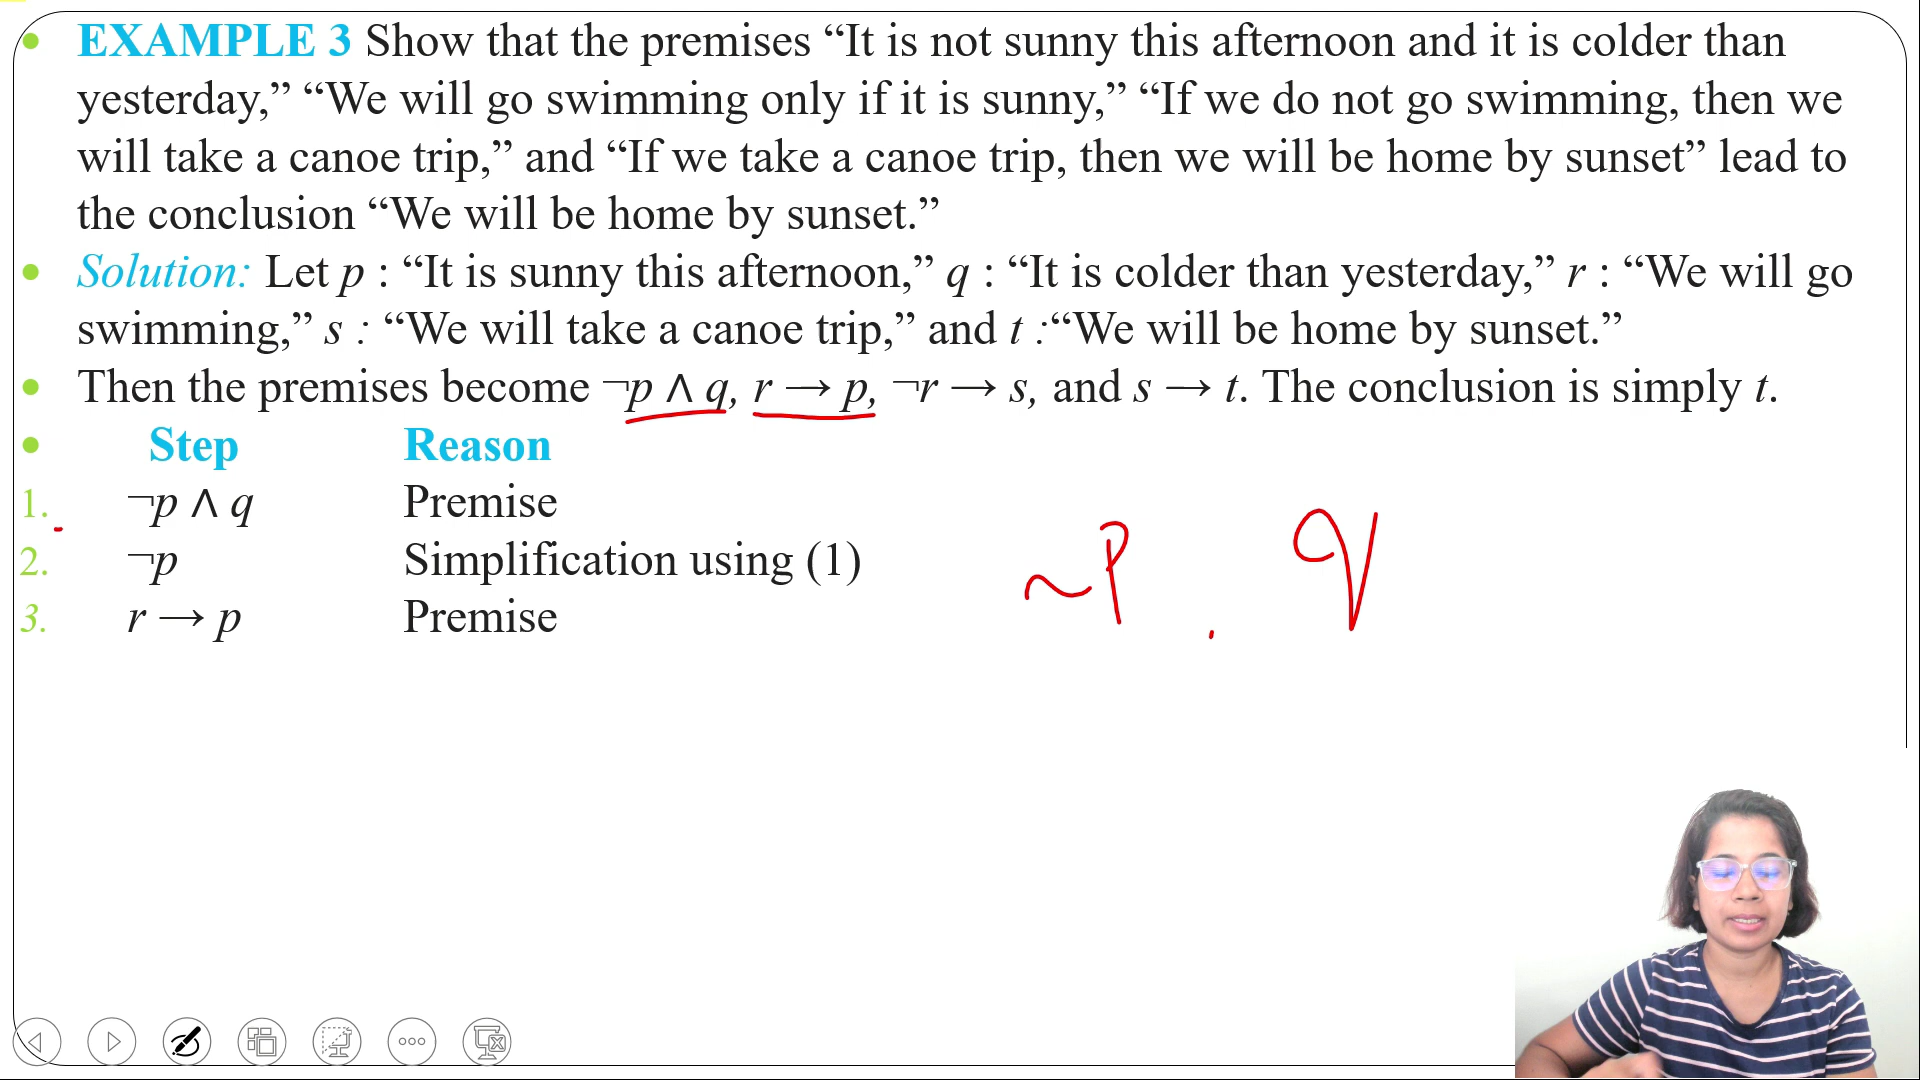 • EXAMPLE 3 Show that the premises “It is not sunny this afternoon and it is colder than
yesterday,” “We will go swimming only if it is sunny,” “If we do not go swimming, then we
will take a canoe trip,” and “If we take a canoe trip, then we will be home by sunset” lead to
the conclusion “We will be home by sunset.”
• Solution: Let p : “It is sunny this afternoon,” q : “It is colder than yesterday,” r : “We will go
swimming,” s : “We will take a canoe trip,” and t :“We will be home by sunset.”
• Then the premises become ¬p ∧ q, r → p, ¬r → s, and s → t. The conclusion is simply t.
• Step Reason
1. ¬p ∧ q Premise
2. ¬p Simplification using (1)
3. r → p Premise
~P . q